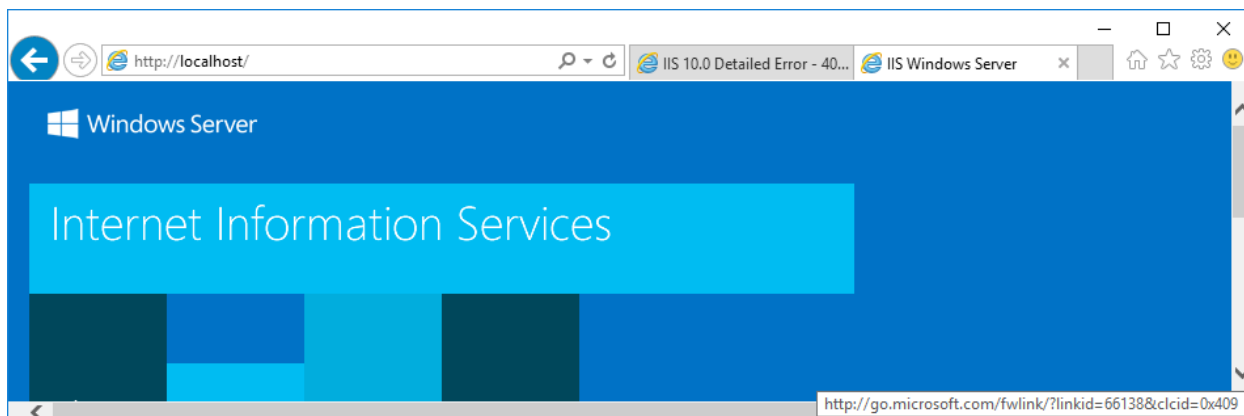 http://localhost/
IIS 10.0 Detailed Error - 40...
IIS Windows Server
Windows Server
Internet Information Services
http://go.microsoft.com/fwlink/?linkid=66138&clcid=0x409